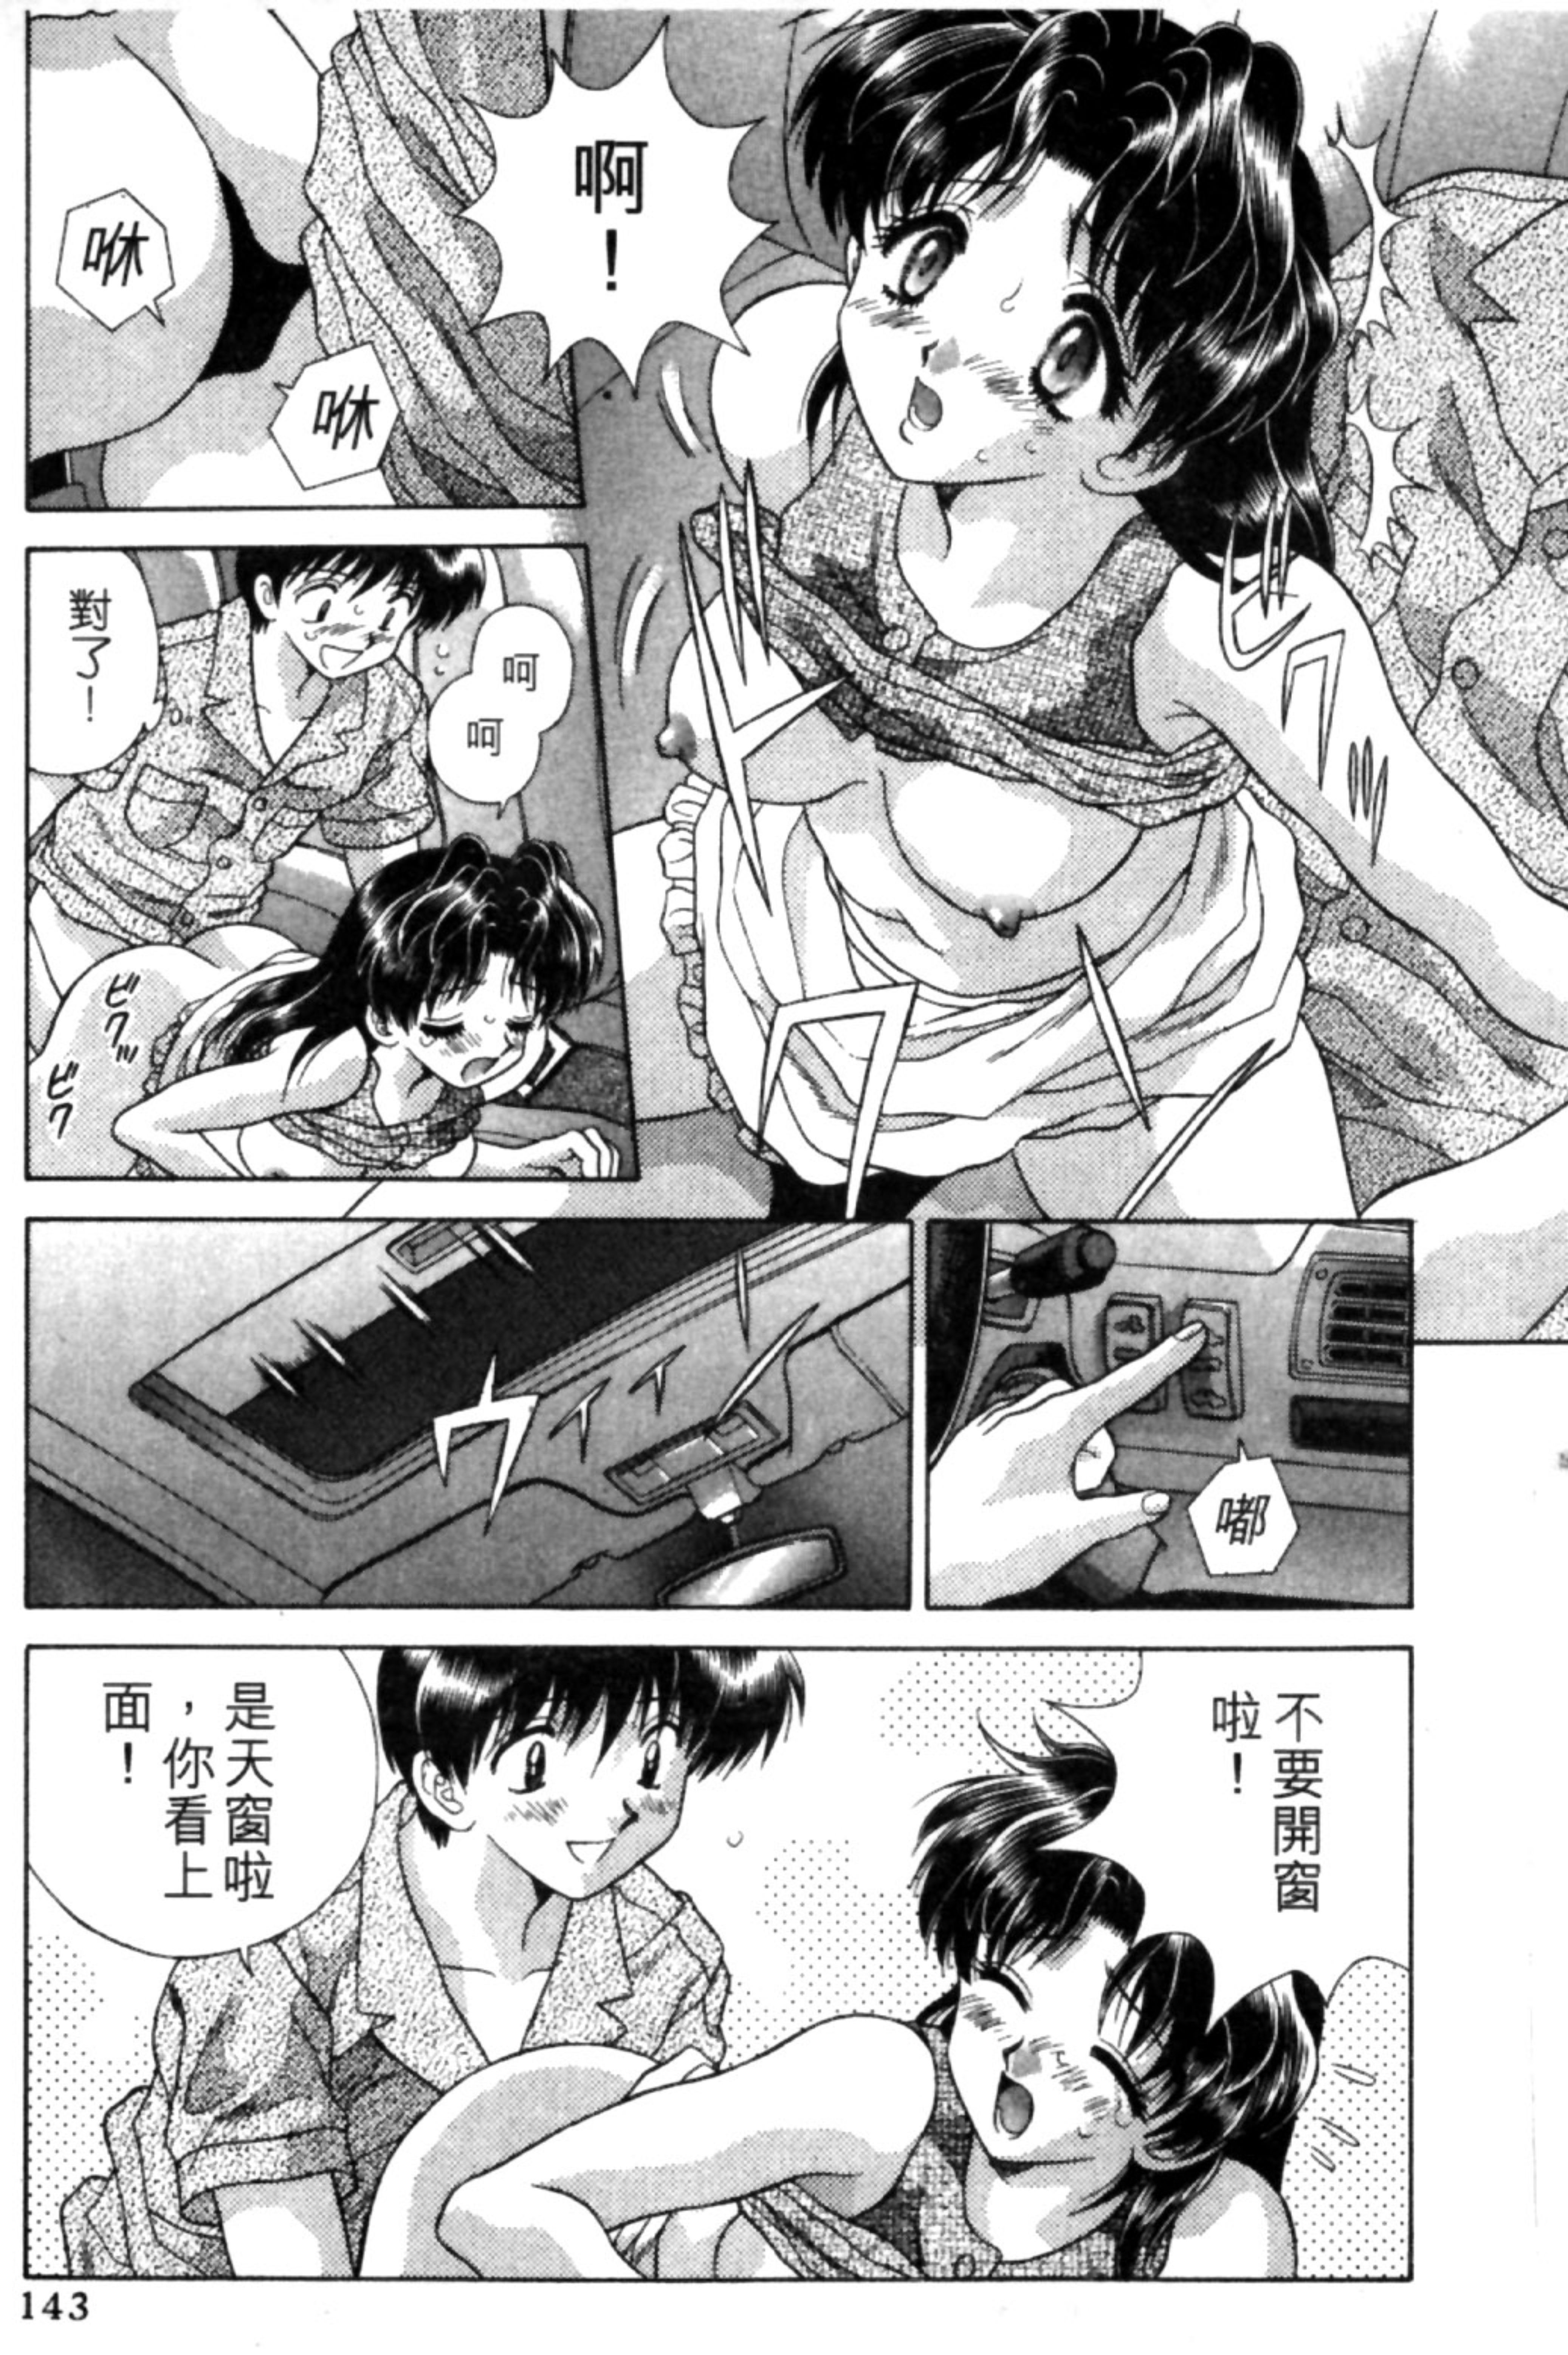 啊！
咻
咻
呵
呵
對了！
ビクッ
ビク
嘟
ウィィ
不要開窗
啦！
是天窗啦
，你看上
面！
143